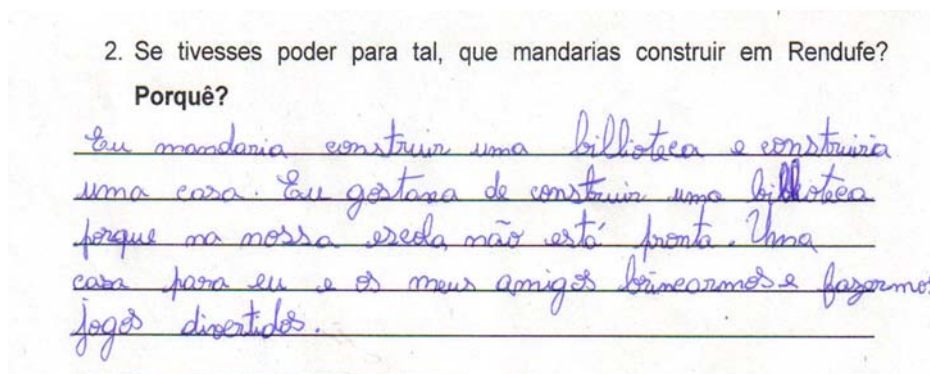 2. Se tivesses poder para tal, que mandarias construir em Rendufe?
Porquê?
Eu mandaria construir uma billioteca e construiria
uma casa. Eu gostava de construir uma biblioteca
porque na nossa escola não está pronta. Uma
casa para eu e os meus amigos brincarmos e fazermos
jogos divertidos.